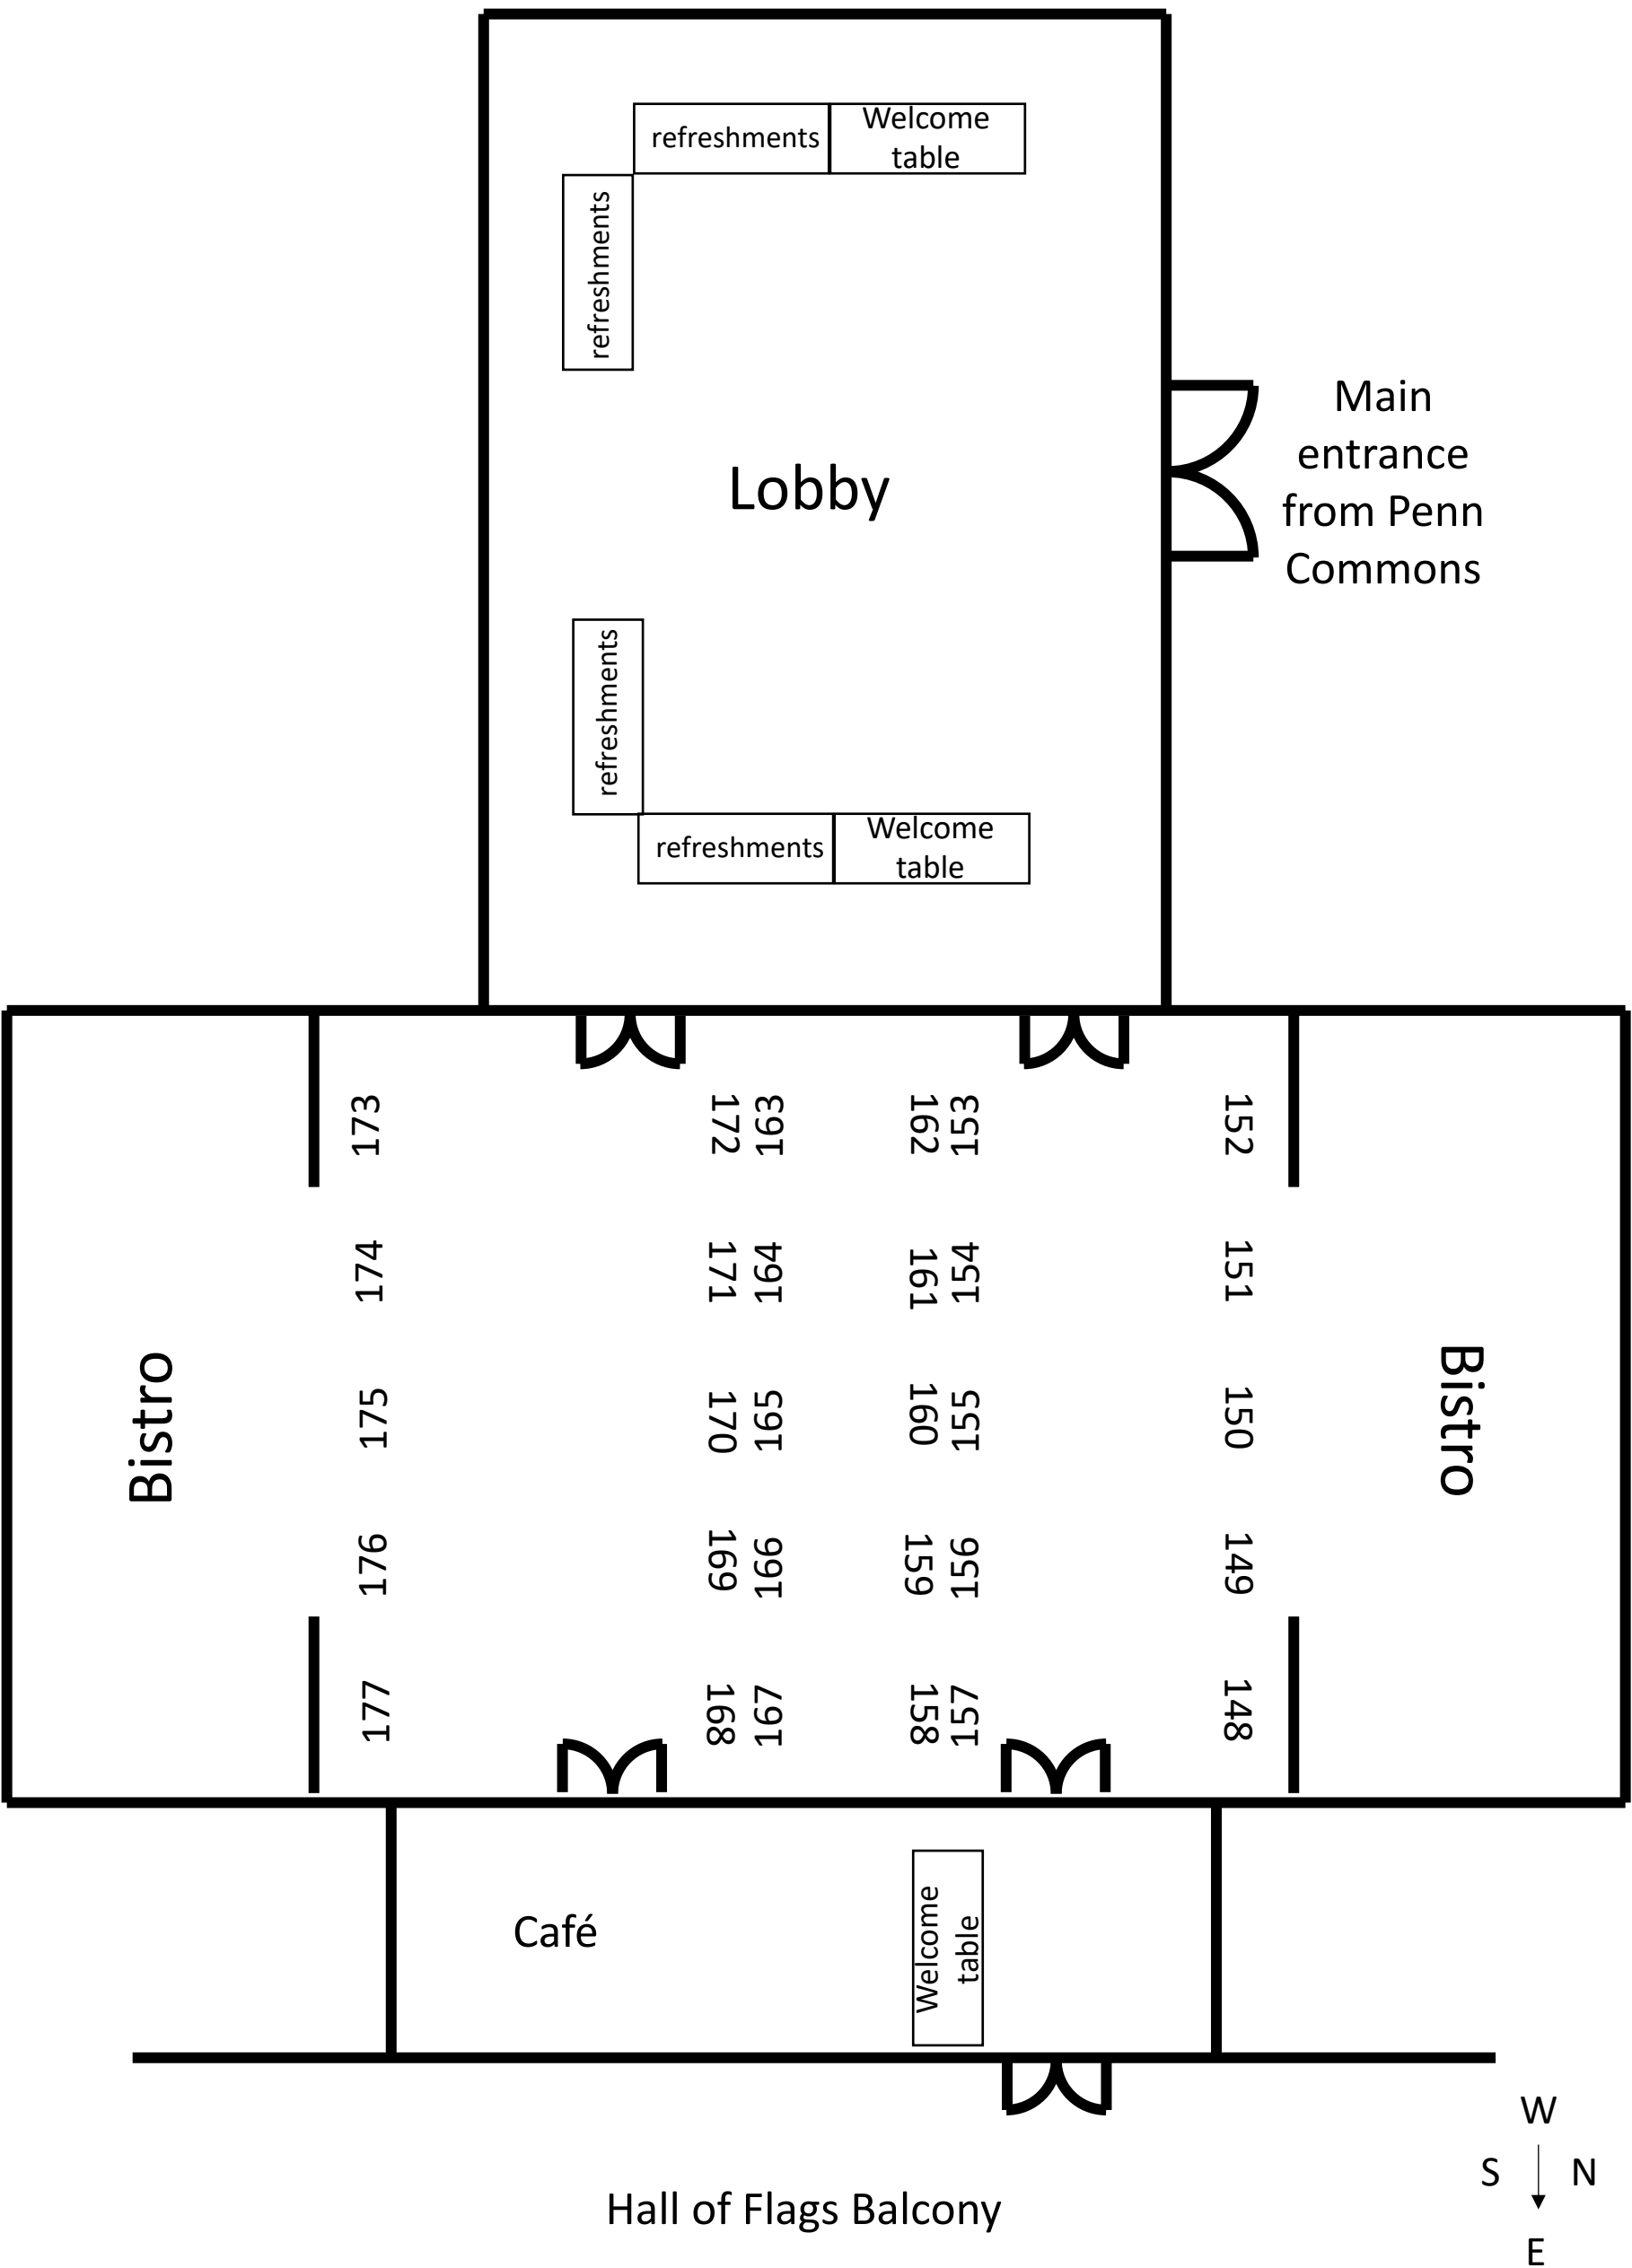 refreshments
Welcome
table
refreshments
Main
entrance
from Penn
Commons
Lobby
refreshments
refreshments
Welcome
table
173
172
163
162
153
152
174
171
164
161
154
151
Bistro
175
170
165
160
155
150
Bistro
176
169
166
159
156
149
177
168
167
158
157
148
Café
Welcome
table
Hall of Flags Balcony
W
S
N
E